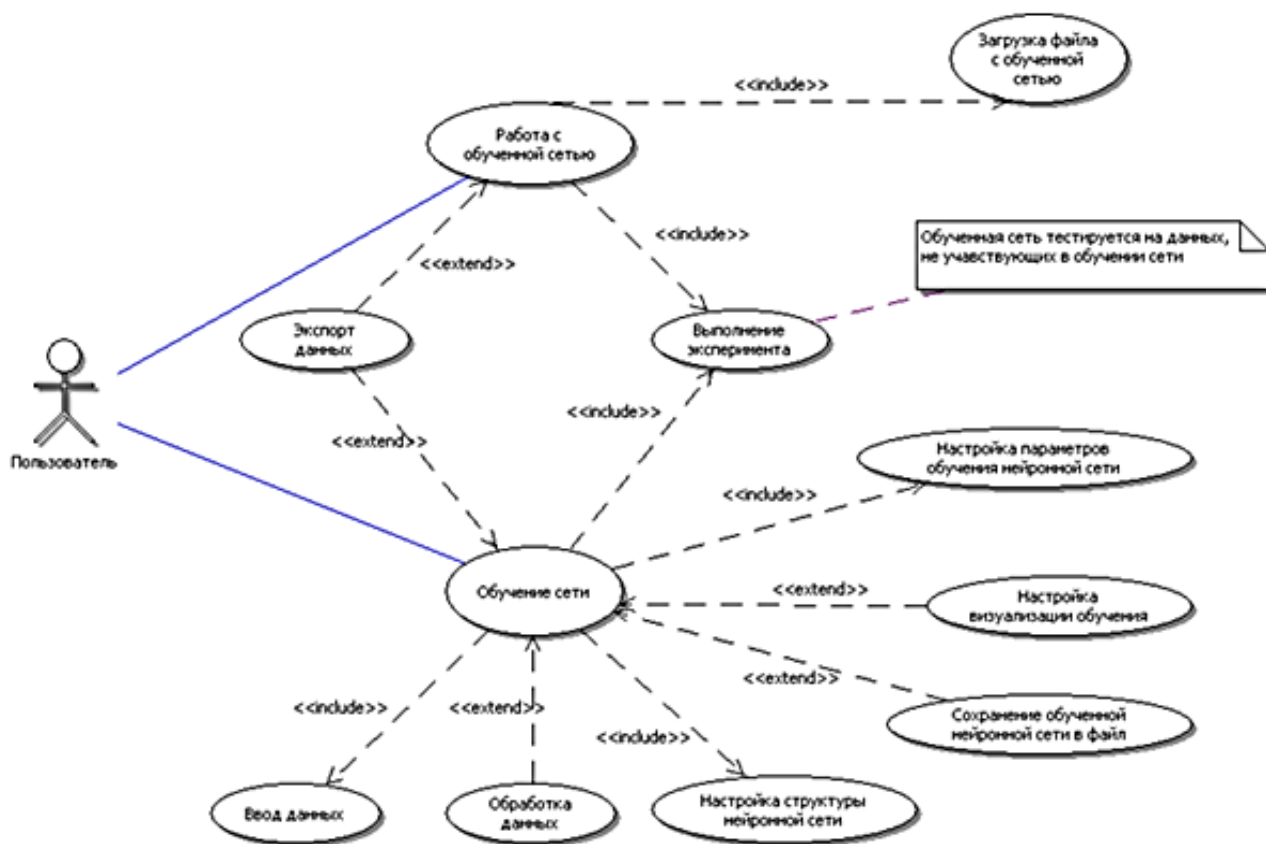 Загрузка файла
с обученной
сетью
<<include>>
Работа с
обученной сетью
<<include>>
Обученная сеть тестируется на данных,
не учавствующих в обучении сети
<<extend>>
Экспорт
данных
Выполнение
эксперимента
<<include>>
<<extend>>
Пользователь
Настройка параметров
обучения нейронной сети
<<include>>
Обучение сети
<<extend>>
Настройка
визуализации обучения
<<extend>>
Сохранение обученной
нейронной сети в файл
<<include>>
<<extend>>
<<include>>
Ввод данных
Обработка
данных
Настройка структуры
нейронной сети